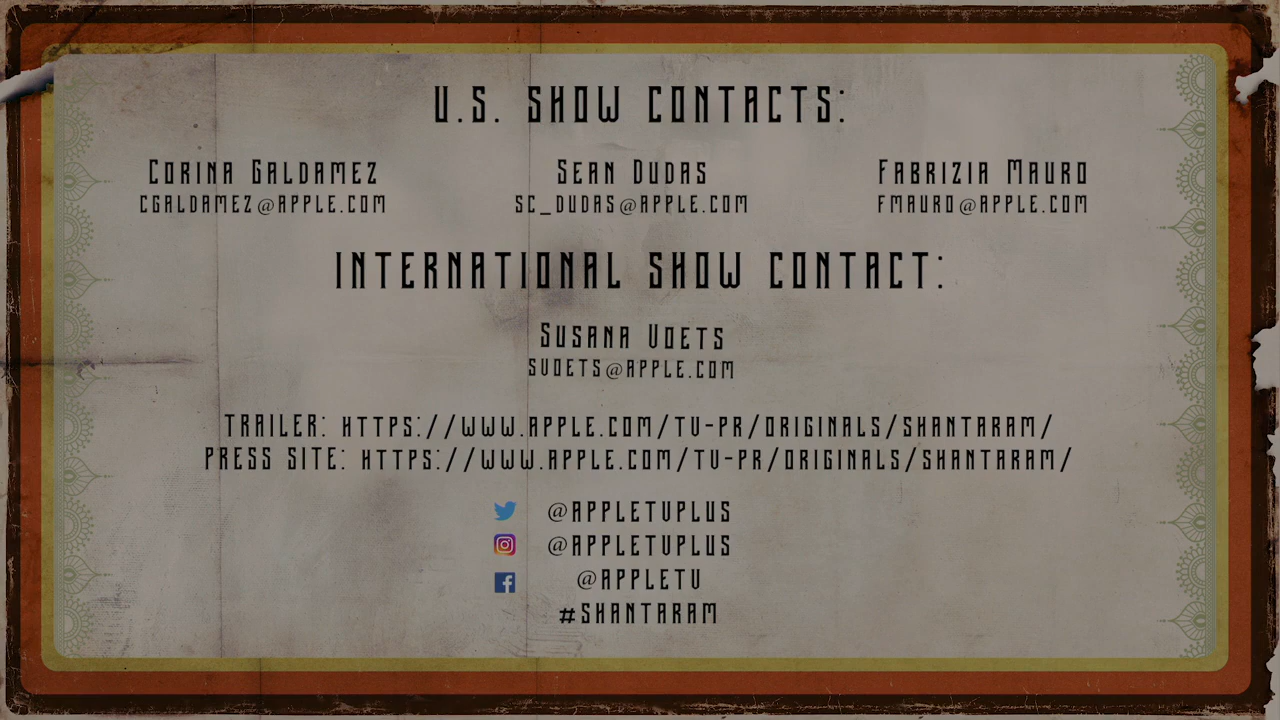 U.S. SHOW CONTACTS:
CORINA GALDAMEZ SEAN DUDAS FABRIZIA MAURO
CGALDAMEZ@APPLE.COM SC_DUDAS@APPLE.COM FMAURO@APPLE.COM
INTERNATIONAL SHOW CONTACT:
SUSANA VOETS
SVOETS@APPLE.COM
TRAILER: HTTPS://WWW.APPLE.COM/TV-PR/ORIGINALS/SHANTARAM/
PRESS SITE: HTTPS://WWW.APPLE.COM/TV-PR/ORIGINALS/SHANTARAM/
@APPLETVPLUS
@APPLETVPLUS
@APPLETV
#SHANTARAM